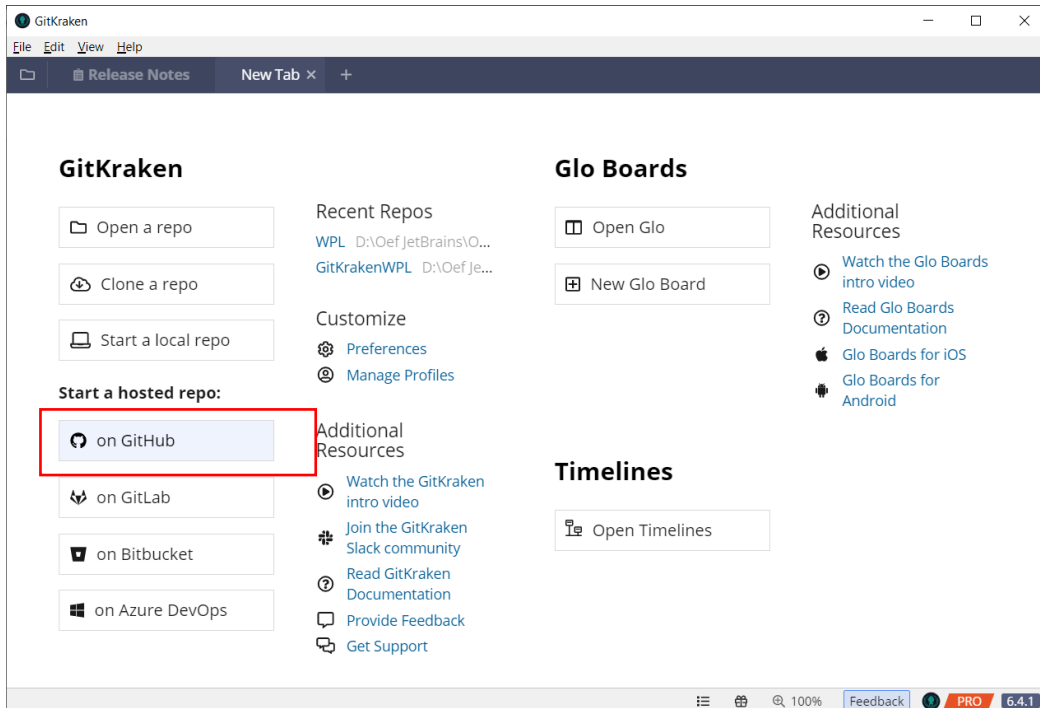 GitKraken
File Edit View Help
Release Notes
New Tab
GitKraken
Open a repo
Clone a repo
Start a local repo
Start a hosted repo:
on GitHub
on GitLab
on Bitbucket
on Azure DevOps
Recent Repos
WPL D:\Oef JetBrains\O...
GitKrakenWPL D:\Oef Je...
Customize
Preferences
Manage Profiles
Additional
Resources
Watch the GitKraken
intro video
Join the GitKraken
Slack community
Read GitKraken
Documentation
Provide Feedback
Get Support
Glo Boards
Open Glo
New Glo Board
Additional
Resources
Watch the Glo Boards
intro video
Read Glo Boards
Documentation
Glo Boards for iOS
Glo Boards for
Android
Timelines
Open Timelines
100% Feedback PRO 6.4.1